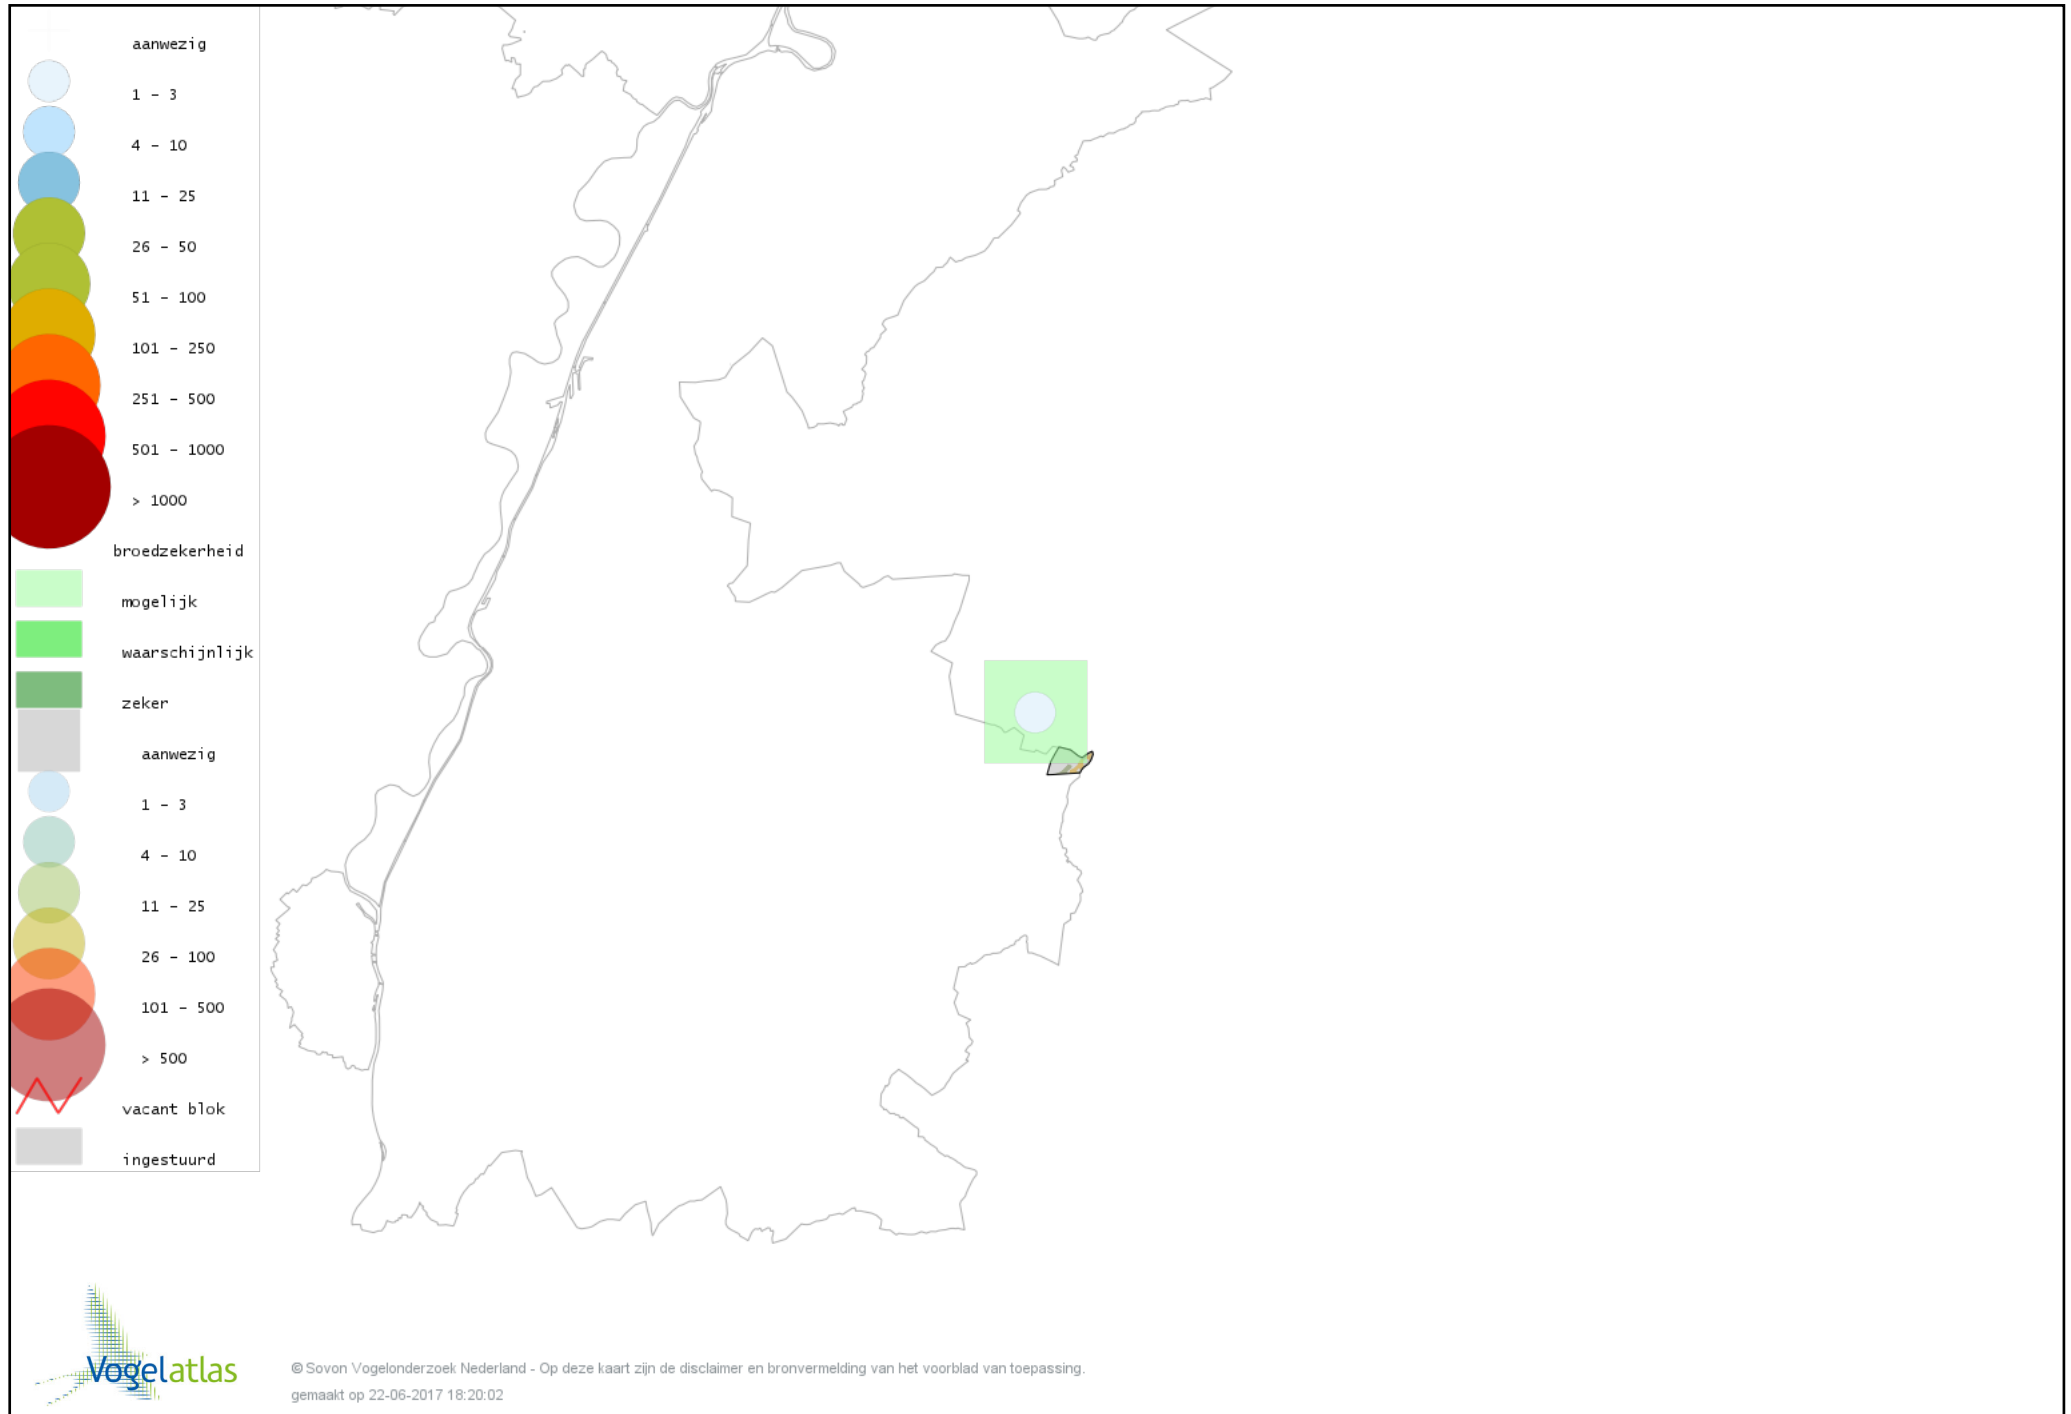 aanwezig
1 – 3
4 – 10
11 – 25
26 – 50
51 – 100
101 – 250
251 – 500
501 – 1000
> 1000
broedzekerheid
mogelijk
waarschijnlijk
zeker
aanwezig
1 – 3
4 – 10
11 – 25
26 – 100
101 – 500
> 500
vacant blok
ingestuurd
Vogelatlas
© Sovon Vogelonderzoek Nederland - Op deze kaart zijn de disclaimer en bronvermelding van het voorblad van toepassing.
gemaakt op 22-06-2017 18:20:02